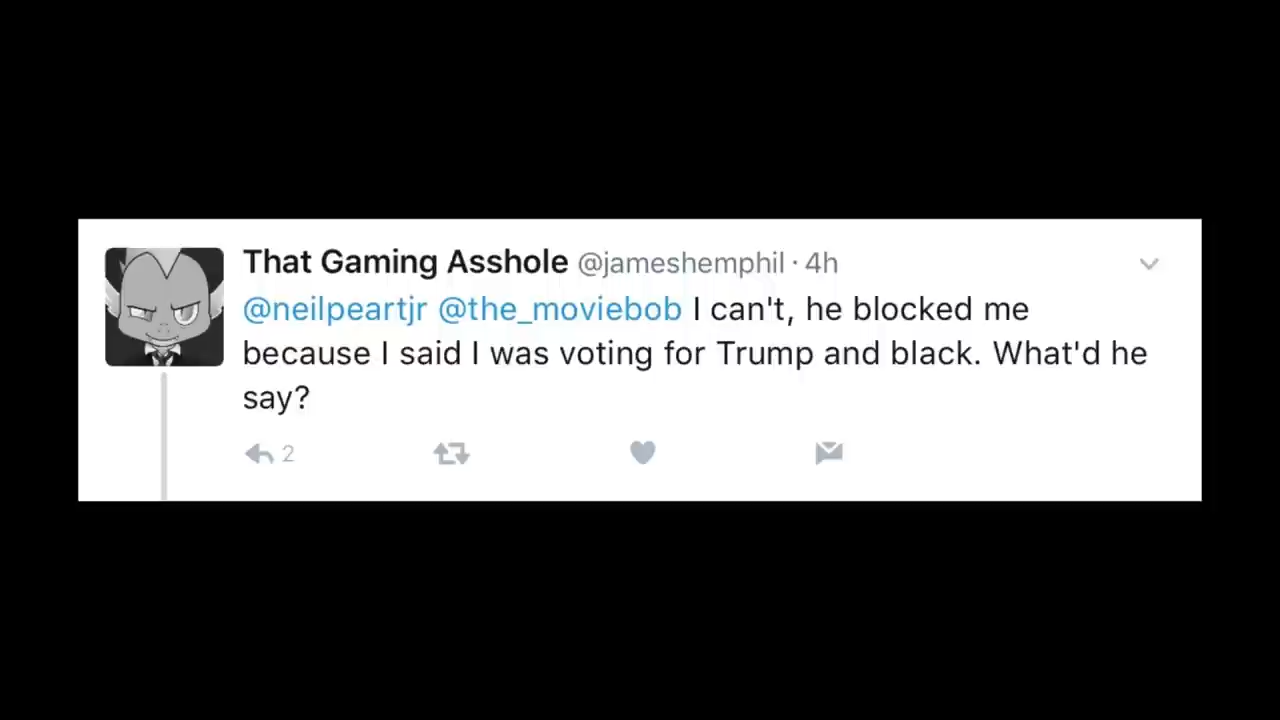 That Gaming Asshole @jameshemphil · 4h
@neilpeartjr @the_moviebob I can't, he blocked me
because I said I was voting for Trump and black. What'd he
say?
2